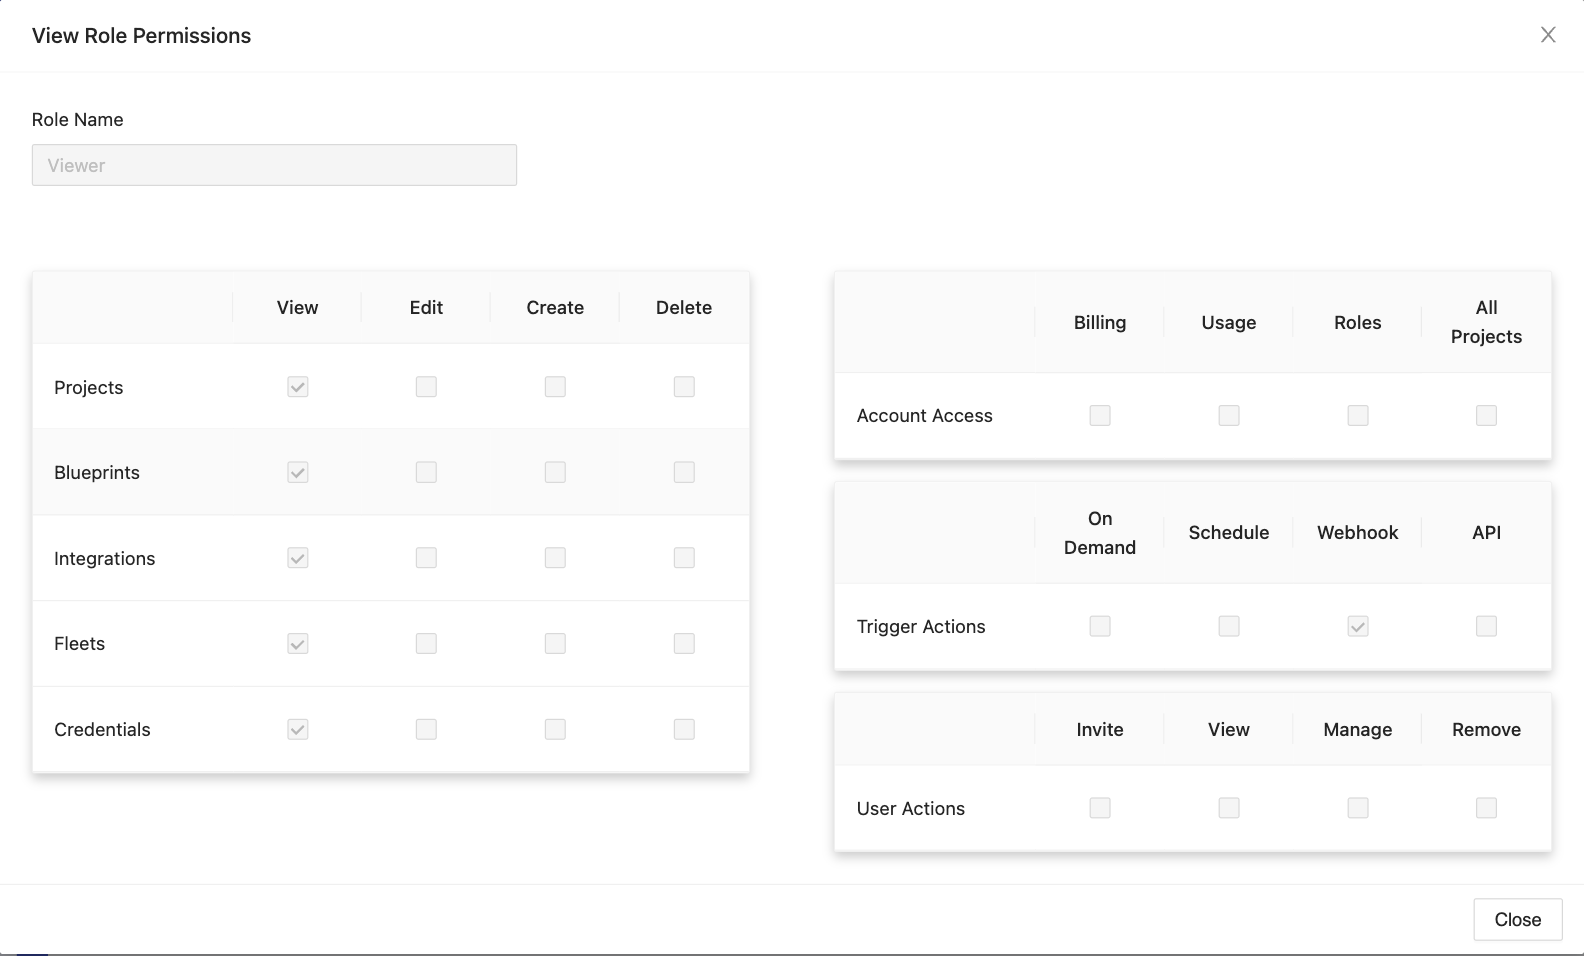 View Role Permissions
Role Name
Viewer
View Edit Create Delete
Projects
Blueprints
Integrations
Fleets
Credentials
Billing Usage Roles All
Projects
Account Access
On
Demand Schedule Webhook API
Trigger Actions
Invite View Manage Remove
User Actions
Close